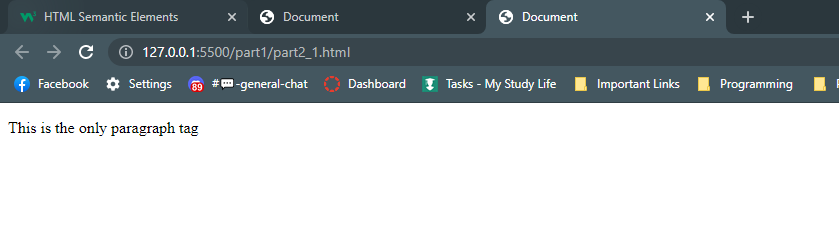 HTML Semantic Elements
Document
Document
127.0.0.1:5500/part1/part2_1.html
Facebook
Settings
89
#💬-general-chat
Dashboard
Tasks - My Study Life
Important Links
Programming
This is the only paragraph tag